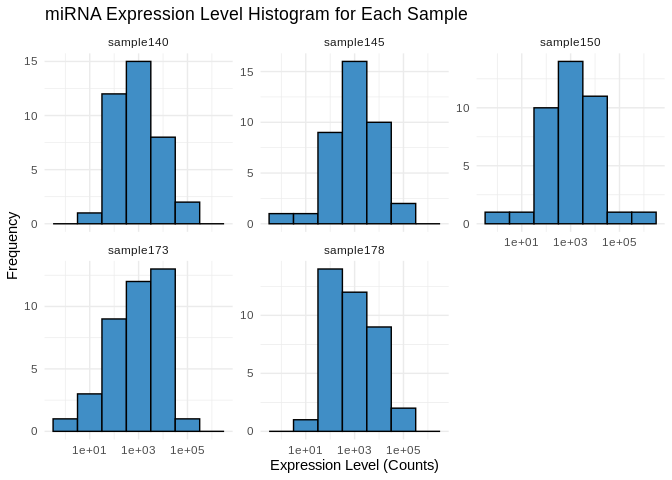 miRNA Expression Level Histogram for Each Sample
sample140
sample145
sample150
15
10
5
0
15
10
5
0
10
5
0
1e+01 1e+03 1e+05
Frequency
sample173
sample178
10
5
0
10
5
0
1e+01 1e+03 1e+05
1e+01 1e+03 1e+05
Expression Level (Counts)